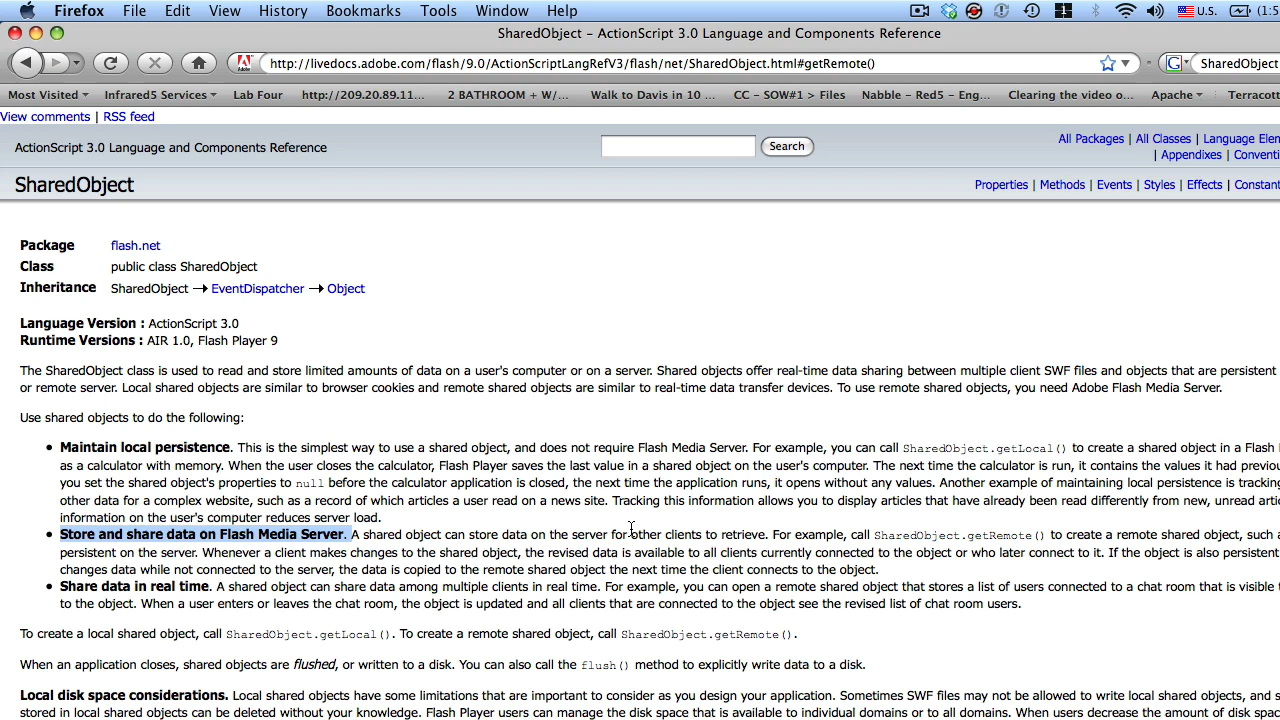 Firefox File Edit View History Bookmarks Tools Window Help U.S. (1:5
SharedObject – ActionScript 3.0 Language and Components Reference
http://livedocs.adobe.com/flash/9.0/ActionScriptLangRefV3/flash/net/SharedObject.html#getRemote() SharedObject
Most Visited Infrared5 Services Lab Four http://209.20.89.11... 2 BATHROOM + W/... Walk to Davis in 10 ... CC – SOW#1 > Files Nabble – Red5 – Eng... Clearing the video o... Apache Terracott
View comments | RSS feed
ActionScript 3.0 Language and Components Reference Search All Packages | All Classes | Language Elen
| Appendixes | Conventi
SharedObject Properties | Methods | Events | Styles | Effects | Constant
Package flash.net
Class public class SharedObject
Inheritance SharedObject → EventDispatcher → Object
Language Version : ActionScript 3.0
Runtime Versions : AIR 1.0, Flash Player 9
The SharedObject class is used to read and store limited amounts of data on a user's computer or on a server. Shared objects offer real-time data sharing between multiple client SWF files and objects that are persistent
or remote server. Local shared objects are similar to browser cookies and remote shared objects are similar to real-time data transfer devices. To use remote shared objects, you need Adobe Flash Media Server.
Use shared objects to do the following:
• Maintain local persistence. This is the simplest way to use a shared object, and does not require Flash Media Server. For example, you can call SharedObject.getLocal() to create a shared object in a Flash
as a calculator with memory. When the user closes the calculator, Flash Player saves the last value in a shared object on the user's computer. The next time the calculator is run, it contains the values it had previou
you set the shared object's properties to null before the calculator application is closed, the next time the application runs, it opens without any values. Another example of maintaining local persistence is tracking
other data for a complex website, such as a record of which articles a user read on a news site. Tracking this information allows you to display articles that have already been read differently from new, unread arti
information on the user's computer reduces server load.
• Store and share data on Flash Media Server. A shared object can store data on the server for other clients to retrieve. For example, call SharedObject.getRemote() to create a remote shared object, such a
persistent on the server. Whenever a client makes changes to the shared object, the revised data is available to all clients currently connected to the object or who later connect to it. If the object is also persistent
changes data while not connected to the server, the data is copied to the remote shared object the next time the client connects to the object.
• Share data in real time. A shared object can share data among multiple clients in real time. For example, you can open a remote shared object that stores a list of users connected to a chat room that is visible
to the object. When a user enters or leaves the chat room, the object is updated and all clients that are connected to the object see the revised list of chat room users.
To create a local shared object, call SharedObject.getLocal(). To create a remote shared object, call SharedObject.getRemote().
When an application closes, shared objects are flushed, or written to a disk. You can also call the flush() method to explicitly write data to a disk.
Local disk space considerations. Local shared objects have some limitations that are important to consider as you design your application. Sometimes SWF files may not be allowed to write local shared objects, and s
stored in local shared objects can be deleted without your knowledge. Flash Player users can manage the disk space that is available to individual domains or to all domains. When users decrease the amount of disk spac